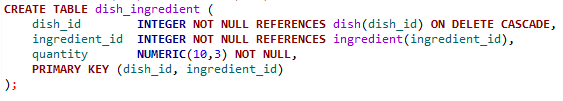 CREATE TABLE dish_ingredient (
    dish_id        INTEGER NOT NULL REFERENCES dish(dish_id) ON DELETE CASCADE,
    ingredient_id  INTEGER NOT NULL REFERENCES ingredient(ingredient_id),
    quantity       NUMERIC(10,3) NOT NULL,
    PRIMARY KEY (dish_id, ingredient_id)
);